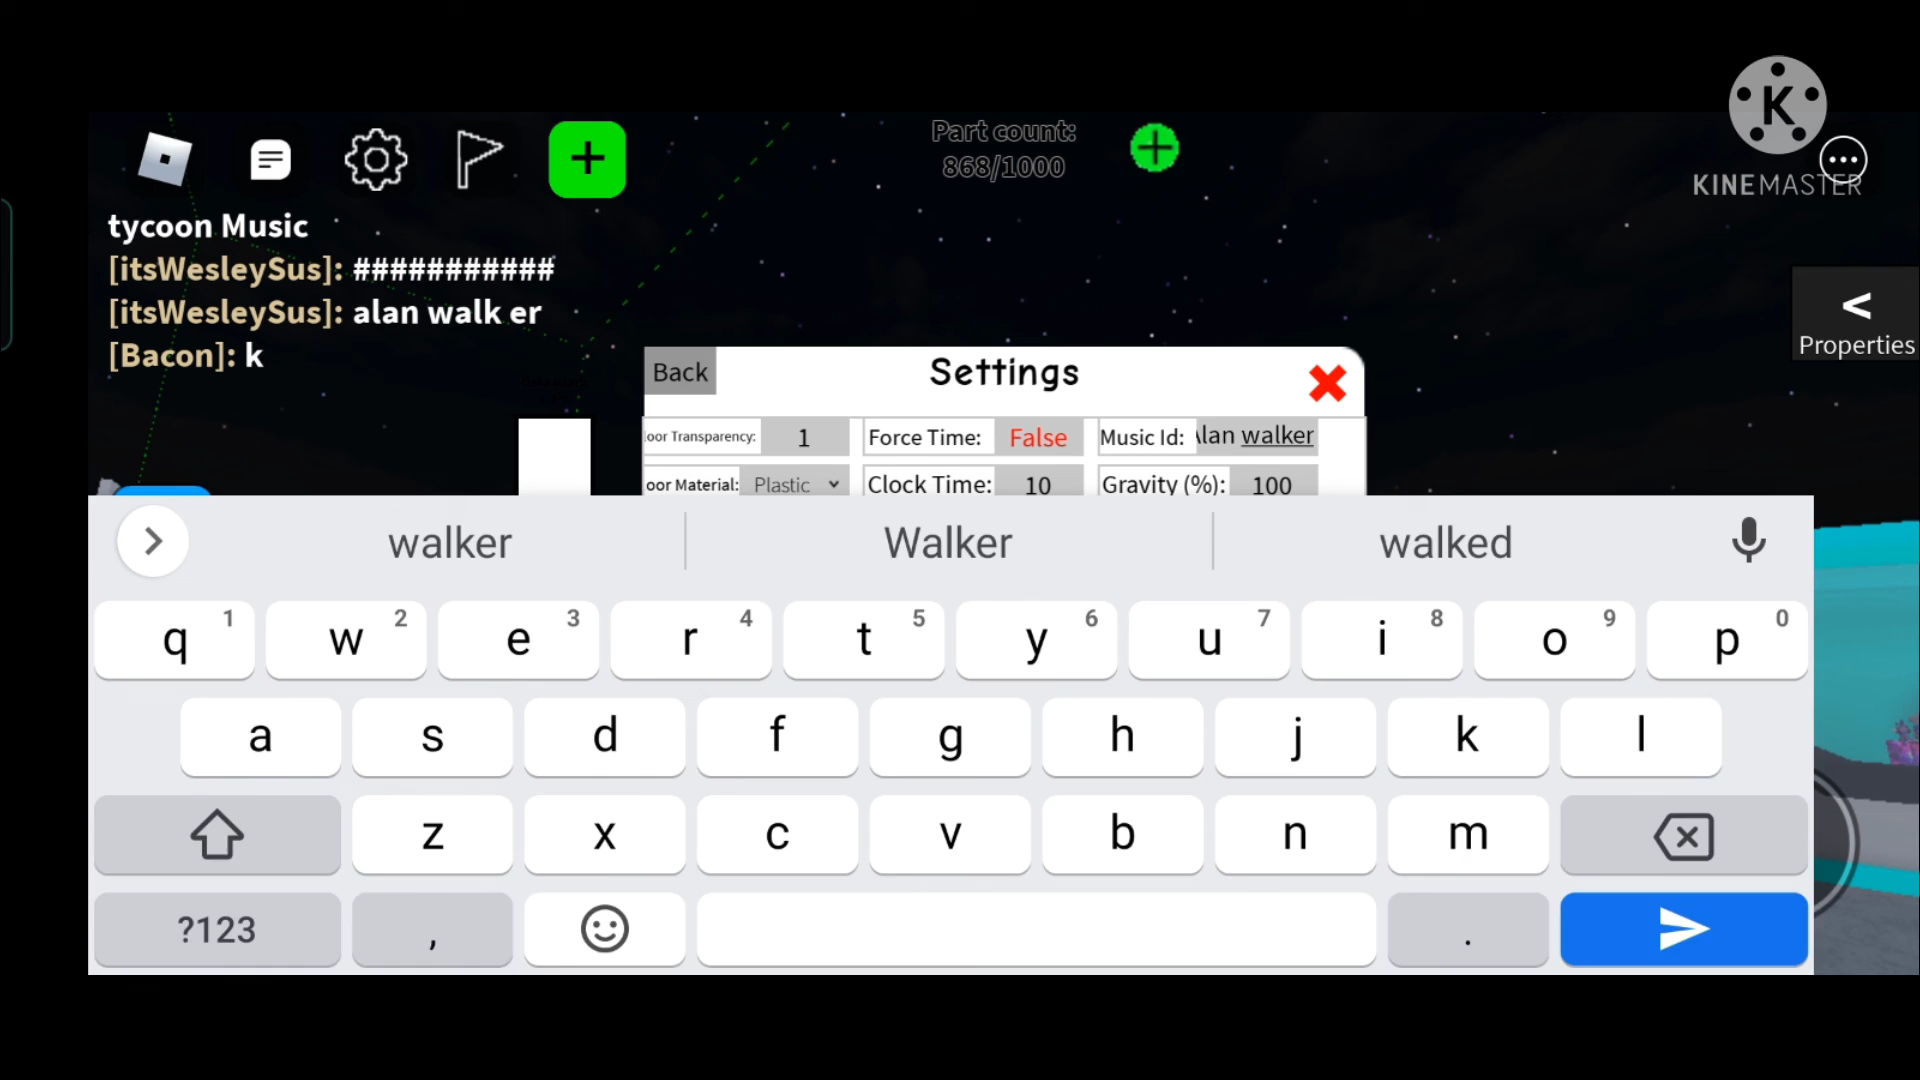 Part count:
868/1000
K
KINEMASTER
tycoon Music
[itsWesleySus]: ###########
[itsWesleySus]: alan walk er
[Bacon]: k
<
Properties
Back
Settings
loor Transparency: 1
Force Time: False
Music Id: Alan walker
oor Material: Plastic
Clock Time: 10
Gravity (%): 100
walker Walker walked
q 1 w 2 e 3 r 4 t 5 y 6 u 7 i 8 o 9 p 0
a s d f g h j k l
z x c v b n m
?123 , .